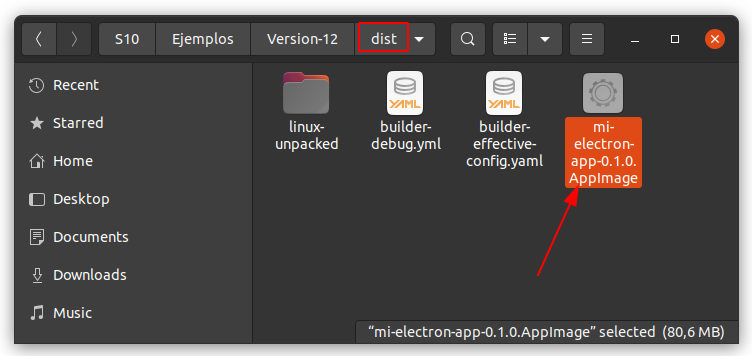 S10
Ejemplos
Version-12
dist
Recent
Starred
Home
Desktop
Documents
Downloads
Music
linux-
unpacked
YAML
builder-
debug.yml
YAML
builder-
effective-
config.yaml
mi-
electron-
app-0.1.0.
AppImage
“mi-electron-app-0.1.0.AppImage” selected (80,6 MB)